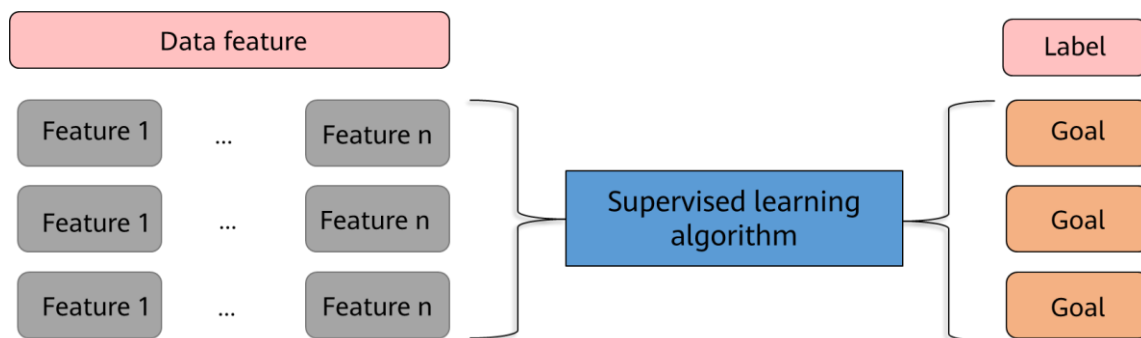 Data feature
Label
Feature 1
...
Feature n
Goal
Feature 1
...
Feature n
Supervised learning
algorithm
Goal
Feature 1
...
Feature n
Goal